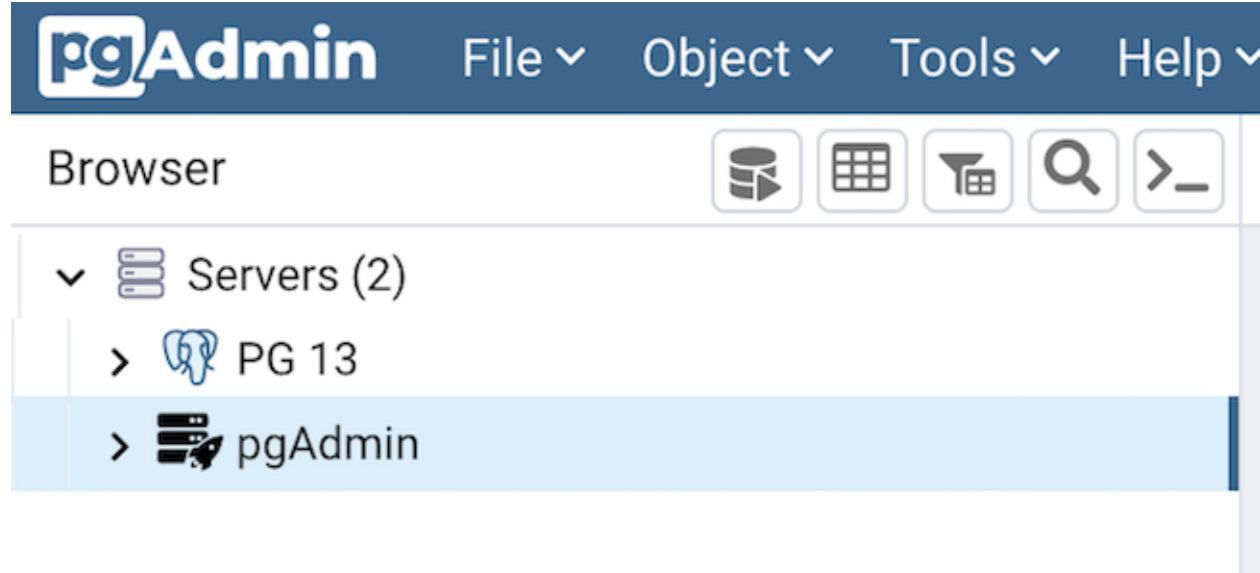 pgAdmin File Object Tools Help
Browser
Servers (2)
PG 13
pgAdmin